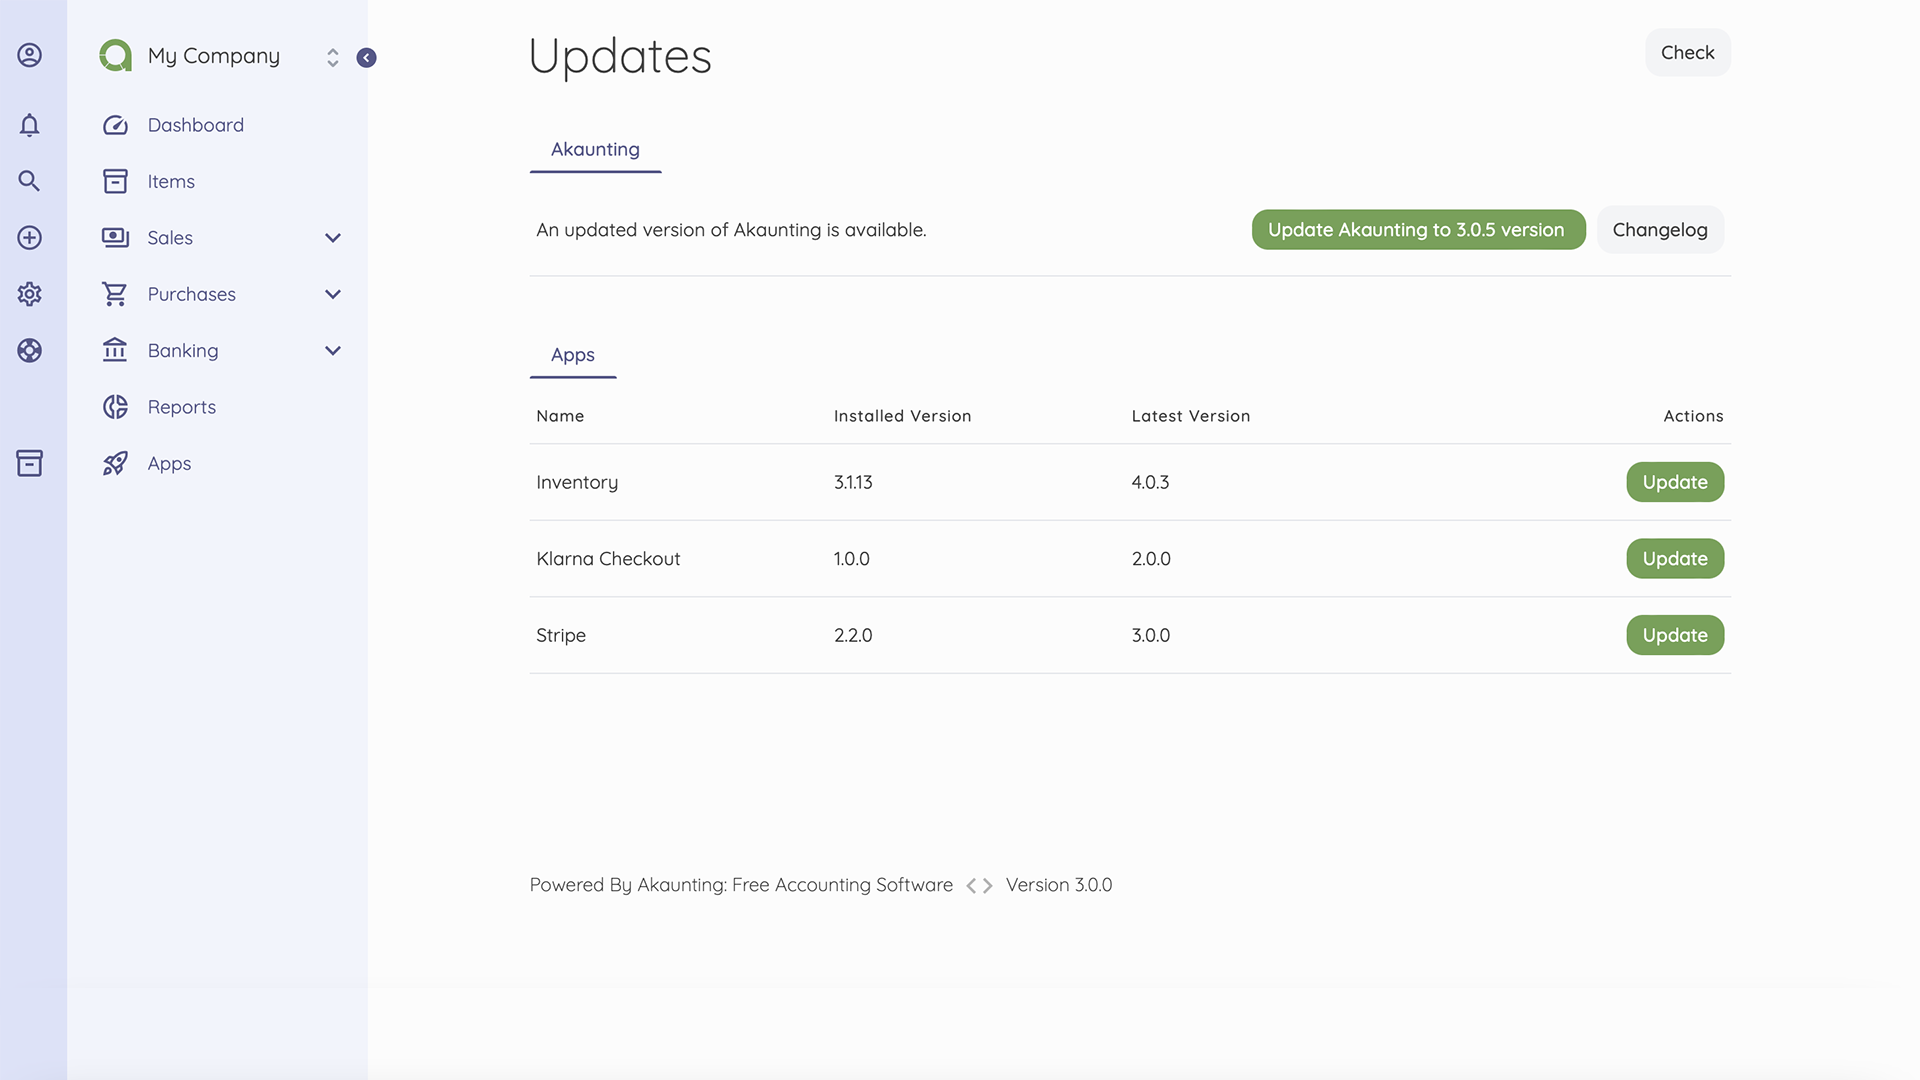 My Company
Dashboard
Items
Sales
Purchases
Banking
Reports
Apps
Updates
Check
Akaunting
An updated version of Akaunting is available.
Update Akaunting to 3.0.5 version
Changelog
Apps
Name Installed Version Latest Version Actions
Inventory 3.1.13 4.0.3 Update
Klarna Checkout 1.0.0 2.0.0 Update
Stripe 2.2.0 3.0.0 Update
Powered By Akaunting: Free Accounting Software <> Version 3.0.0